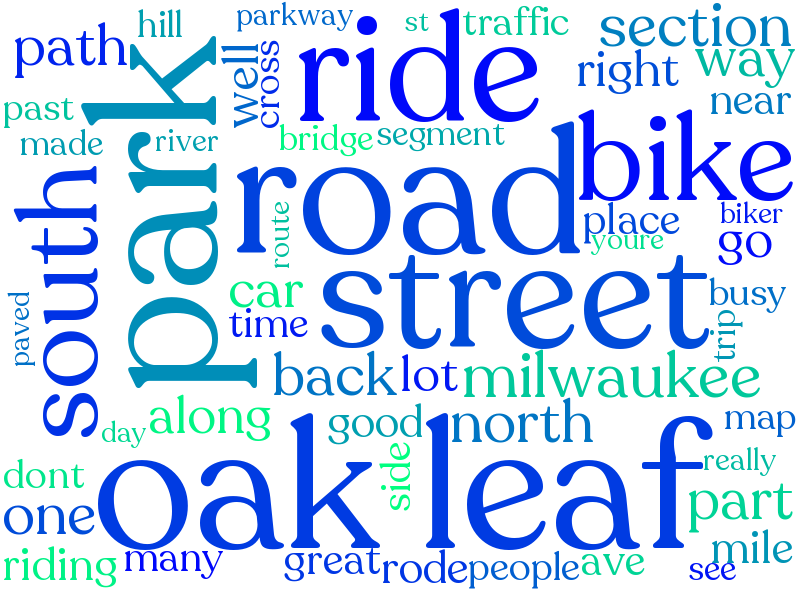 parkway
st
traffic
hill
path
section
ride
well
cross
right
way
past
near
made
river
bridge
segment
bike
park
road
place
biker
south
route
youre
go
street
car
time
busy
paved
trip
back
lot
milwaukee
along
day
good
north
map
oak leaf
side
really
dont
one
part
mile
riding
many
great
rode
people
ave
see